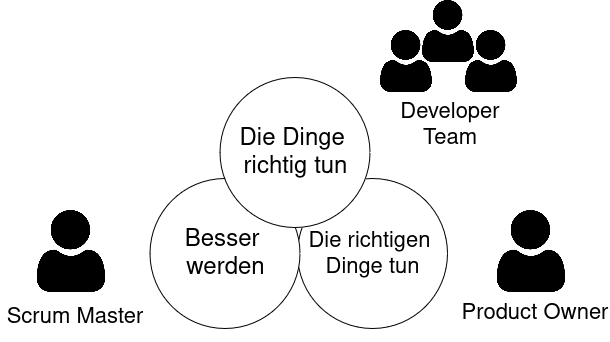 Developer
Team
Die Dinge
richtig tun
Besser
werden
Die richtigen
Dinge tun
Scrum Master
Product Owner